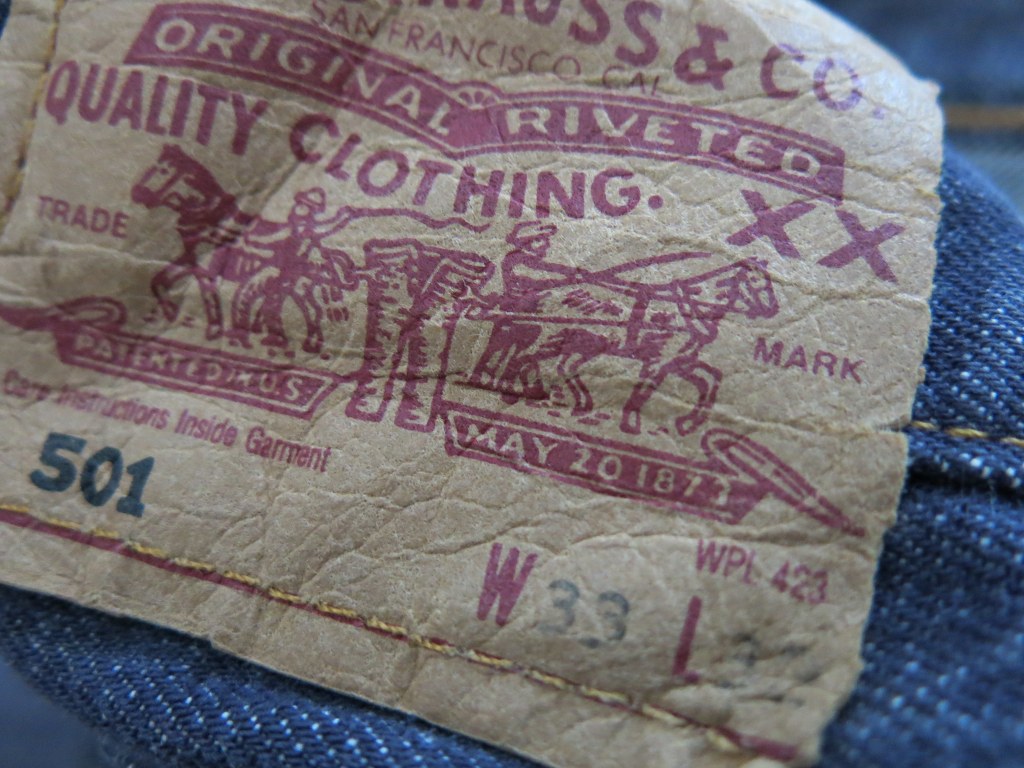 & CO.
SAN FRANCISCO CAL
ORIGINAL RIVETED
QUALITY CLOTHING.
XX
TRADE MARK
PATENTED IN U.S
MAY 20 1873
Care Instructions Inside Garment
501
WPL 423
W 33 L